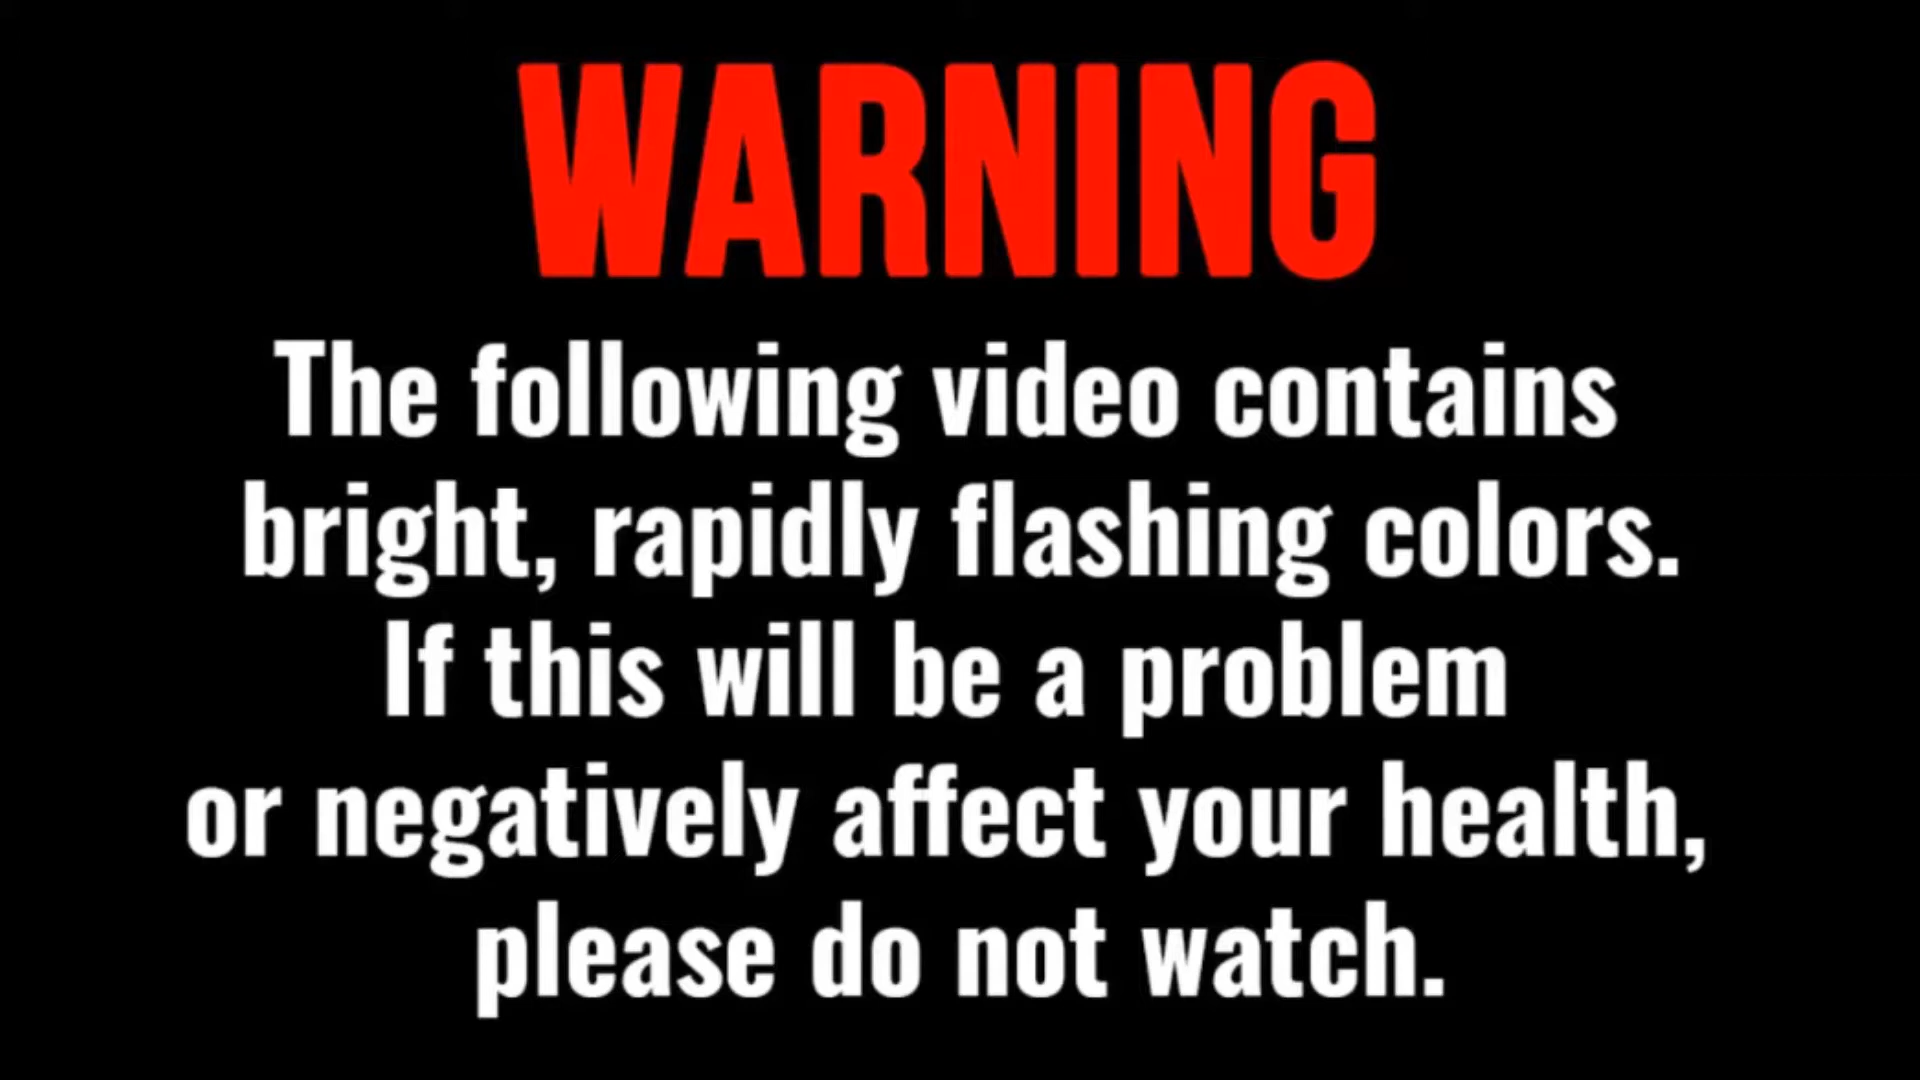 WARNING
The following video contains
bright, rapidly flashing colors.
If this will be a problem
or negatively affect your health,
please do not watch.